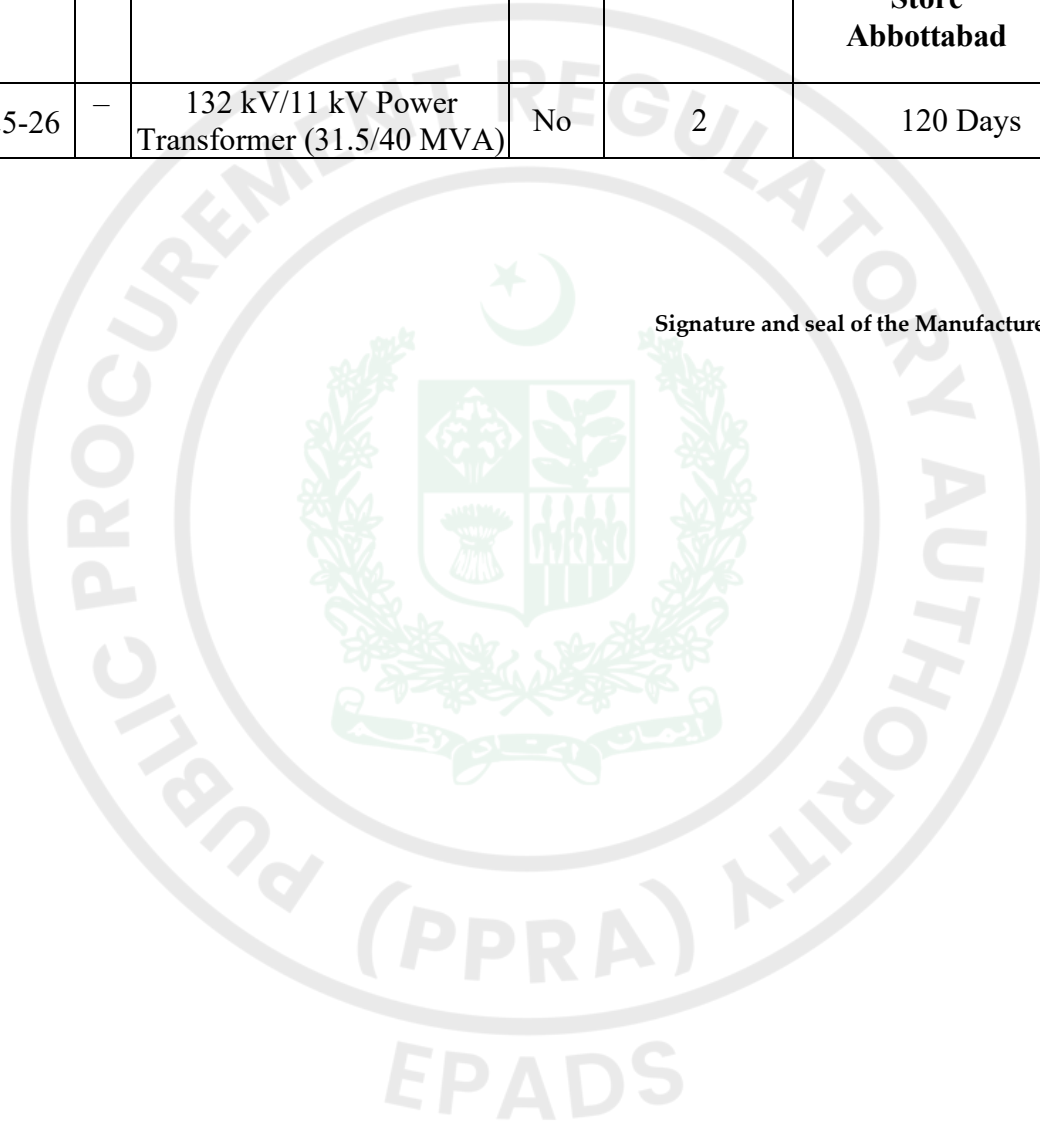 Store
Abbottabad
5-26
–
132 kV/11 kV Power
Transformer (31.5/40 MVA)
No
2
120 Days
Signature and seal of the Manufacture
PUBLIC PROCUREMENT REGULATORY AUTHORITY
(PPRA)
EPADS